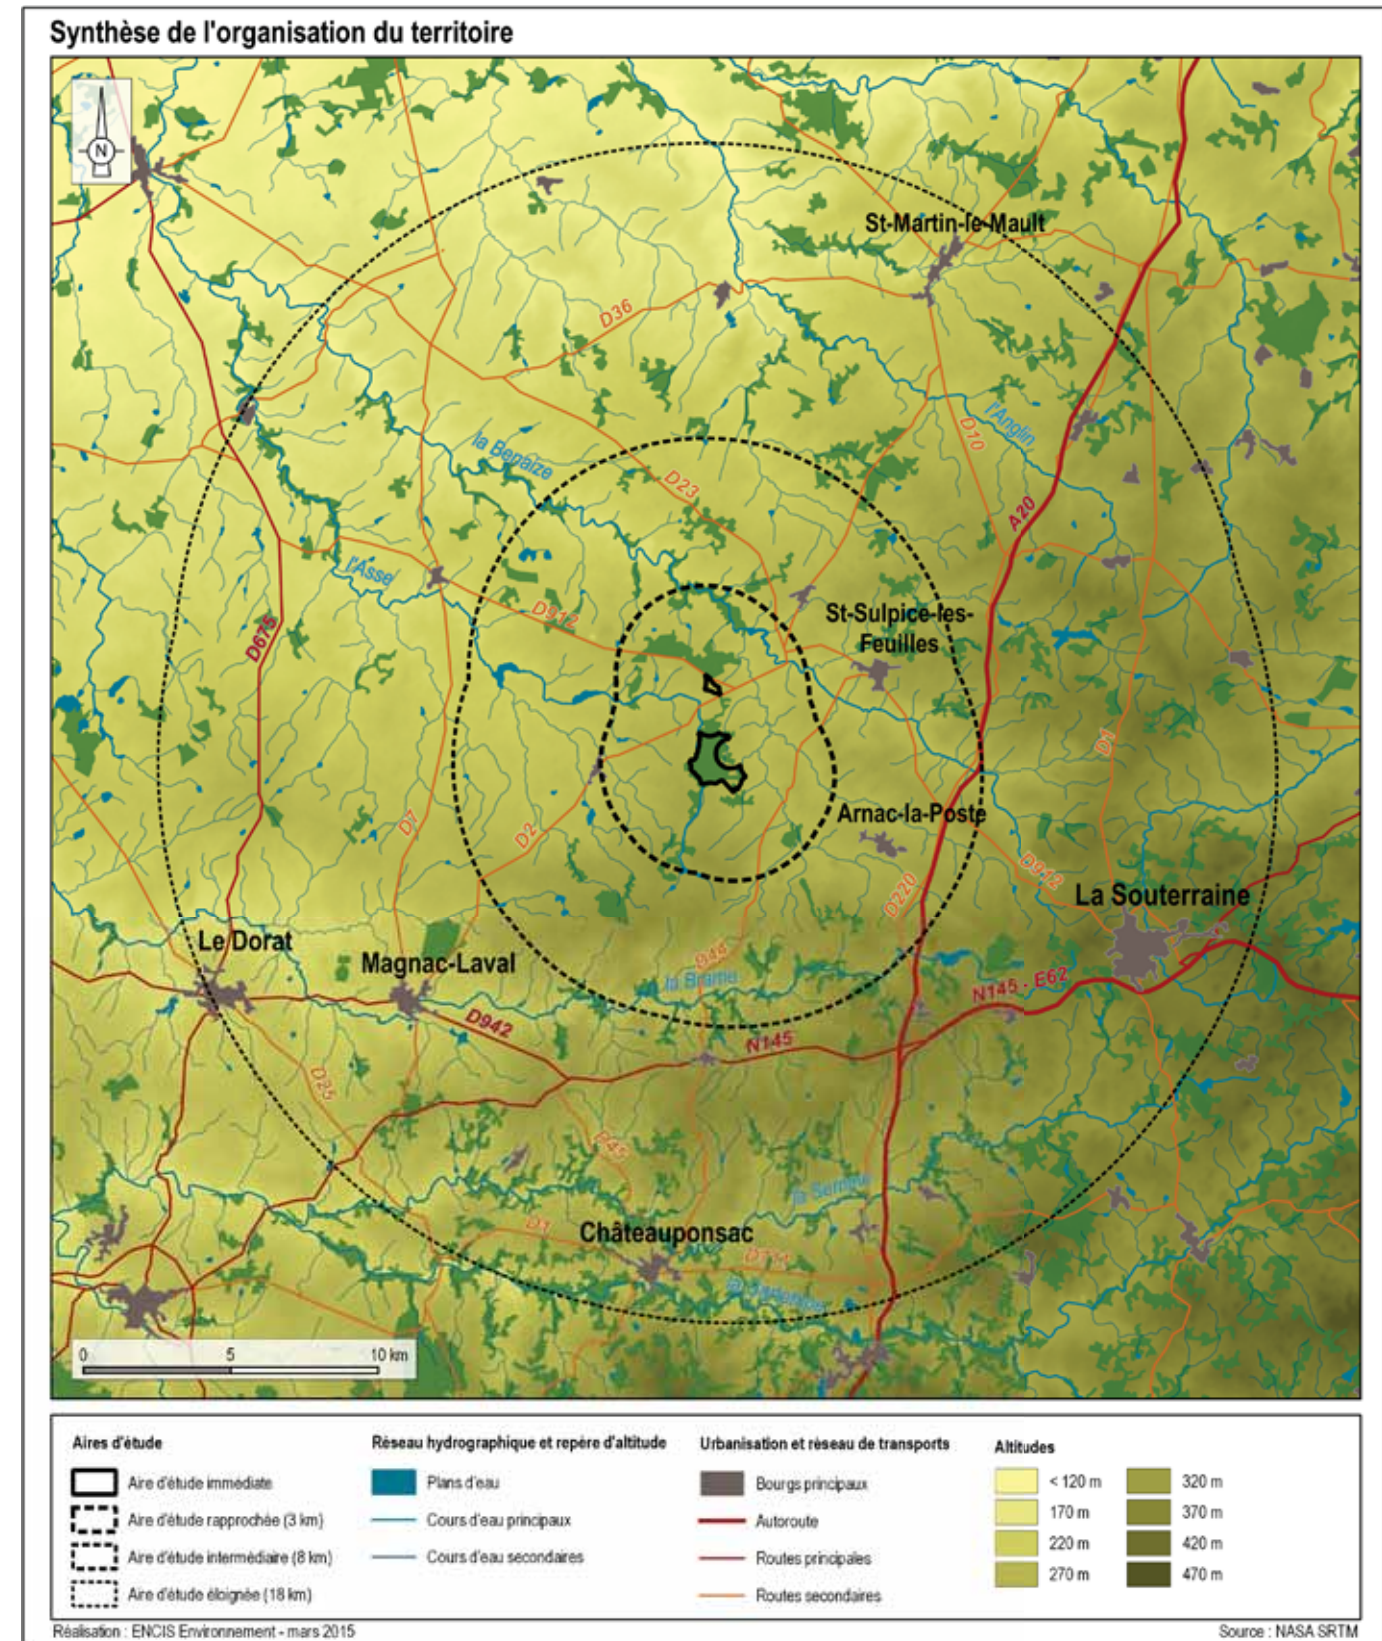 Synthèse de l'organisation du territoire
N
St-Martin-le-Mault
D36
l'Anglin
D10
la Benaize
D23
A20
l'Asse
D912
St-Sulpice-les-
Feuilles
D675
D1
D7
D2
Arnac-la-Poste
D912
D220
La Souterraine
Le Dorat
Magnac-Laval
D44
la Brame
N145 - E62
D942
N145
D25
D45
la Semme
D1
Châteauponsac
D711
la Gartempe
0 5 10 km
Aires d'étude
Aire d'étude immédiate
Aire d'étude rapprochée (3 km)
Aire d'étude intermédiaire (8 km)
Aire d'étude éloignée (18 km)
Réseau hydrographique et repère d'altitude
Plans d'eau
Cours d'eau principaux
Cours d'eau secondaires
Urbanisation et réseau de transports
Bourgs principaux
Autoroute
Routes principales
Routes secondaires
Altitudes
< 120 m
170 m
220 m
270 m
320 m
370 m
420 m
470 m
Réalisation : ENCIS Environnement - mars 2015
Source : NASA SRTM